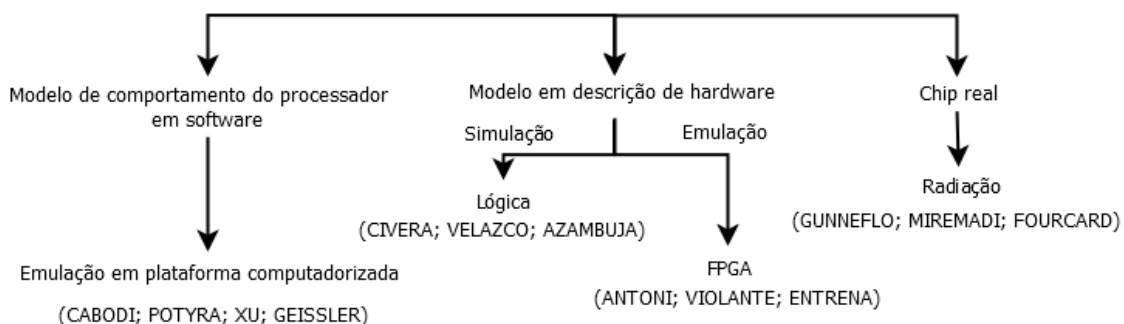 Modelo de comportamento do processador
em software
Emulação em plataforma computadorizada
(CABODI; POTYRA; XU; GEISSLER)
Modelo em descrição de hardware
Simulação
Emulação
Lógica
(CIVERA; VELAZCO; AZAMBUJA)
FPGA
(ANTONI; VIOLANTE; ENTRENA)
Chip real
Radiação
(GUNNEFLO; MIREMADI; FOURCARD)